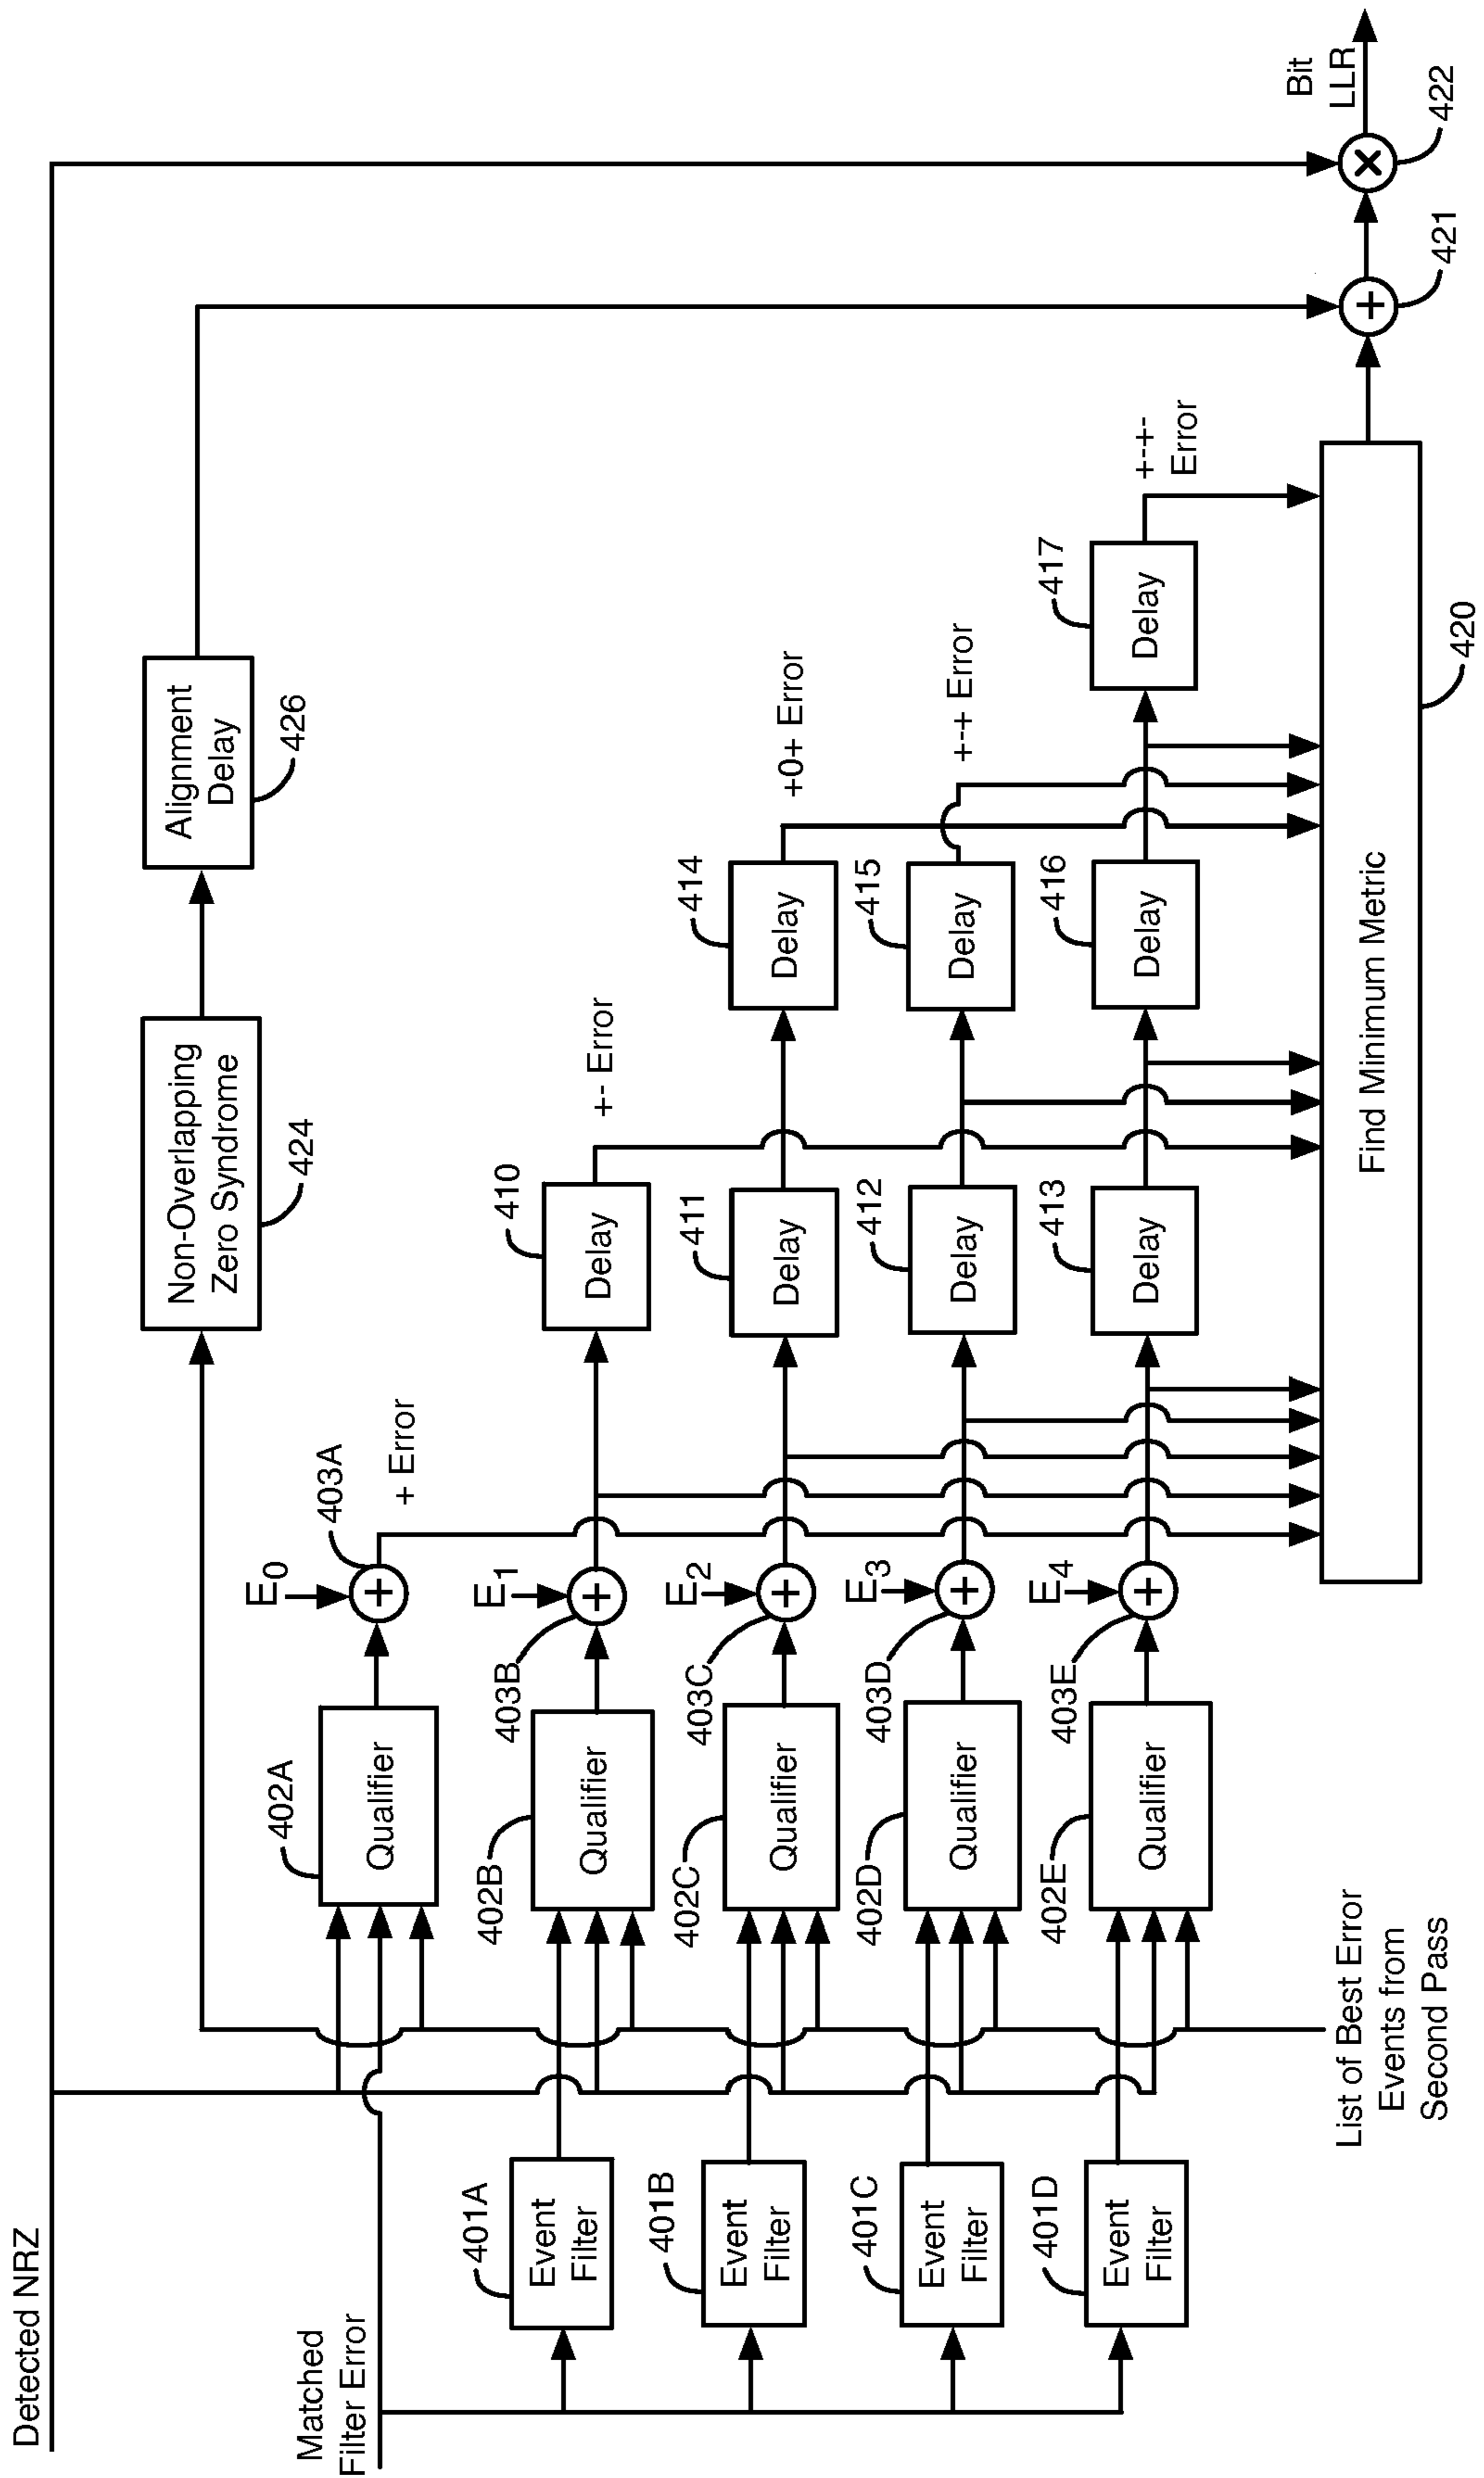 Detected NRZ
Matched
Filter Error
401A
Event
Filter
401B
Event
Filter
401C
Event
Filter
401D
Event
Filter
List of Best Error
Events from
Second Pass
402A
Qualifier
402B
Qualifier
402C
Qualifier
402D
Qualifier
402E
Qualifier
E0
403A
+
+ Error
E1
403B
+
E2
403C
+
E3
403D
+
E4
403E
+
Non-Overlapping
Zero Syndrome
424
Alignment
Delay
426
410
Delay
+- Error
411
Delay
412
Delay
413
Delay
414
Delay
+0+ Error
415
Delay
+-+ Error
416
Delay
417
Delay
+-+-
Error
Find Minimum Metric
420
+
421
×
422
Bit
LLR